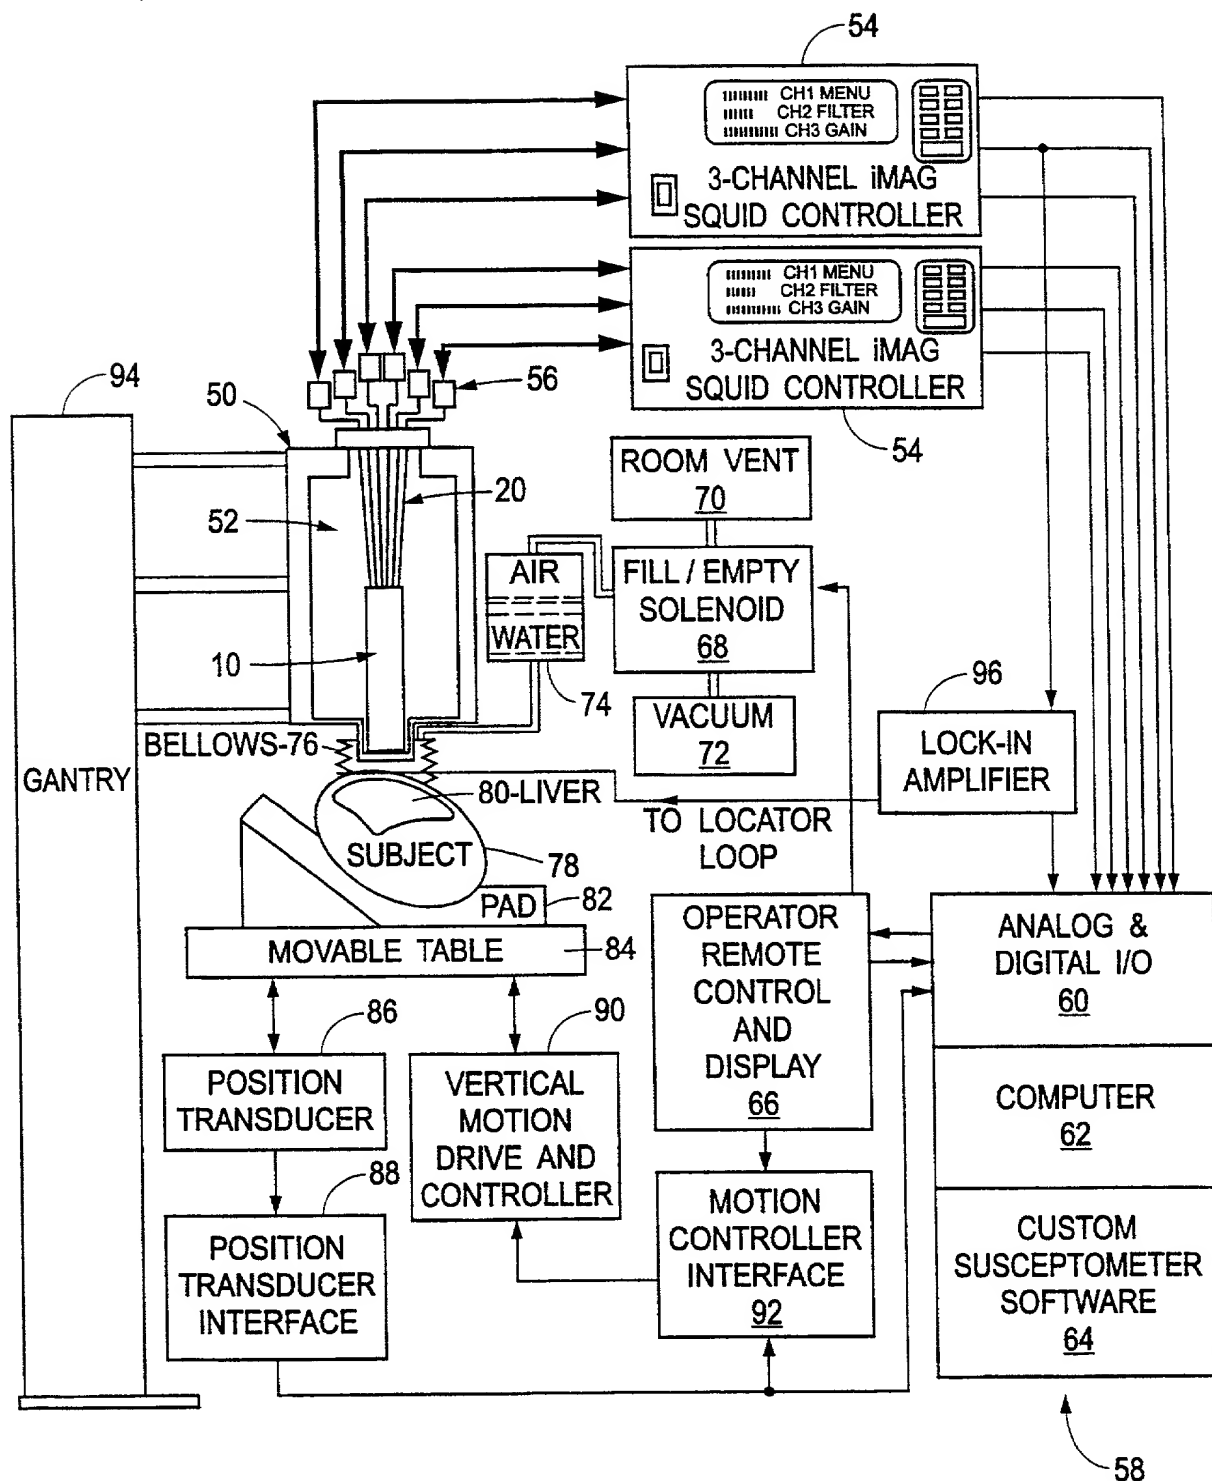 54
CH1 MENU
CH2 FILTER
CH3 GAIN
3-CHANNEL iMAG
SQUID CONTROLLER
CH1 MENU
CH2 FILTER
CH3 GAIN
3-CHANNEL iMAG
SQUID CONTROLLER
54
94
50
56
20
52
10
ROOM VENT
70
AIR
WATER
74
FILL / EMPTY
SOLENOID
68
VACUUM
72
96
LOCK-IN
AMPLIFIER
BELLOWS-76
GANTRY
80-LIVER
SUBJECT
78
TO LOCATOR
LOOP
PAD
82
MOVABLE TABLE
84
OPERATOR
REMOTE
CONTROL
AND
DISPLAY
66
ANALOG &
DIGITAL I/O
60
86
POSITION
TRANSDUCER
90
VERTICAL
MOTION
DRIVE AND
CONTROLLER
COMPUTER
62
88
POSITION
TRANSDUCER
INTERFACE
MOTION
CONTROLLER
INTERFACE
92
CUSTOM
SUSCEPTOMETER
SOFTWARE
64
58